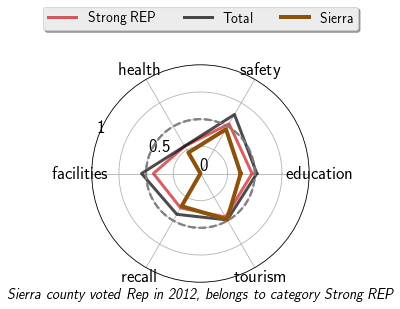 Strong REP Total Sierra
health safety
1
0.5
0
facilities education
recall tourism
Sierra county voted Rep in 2012, belongs to category Strong REP